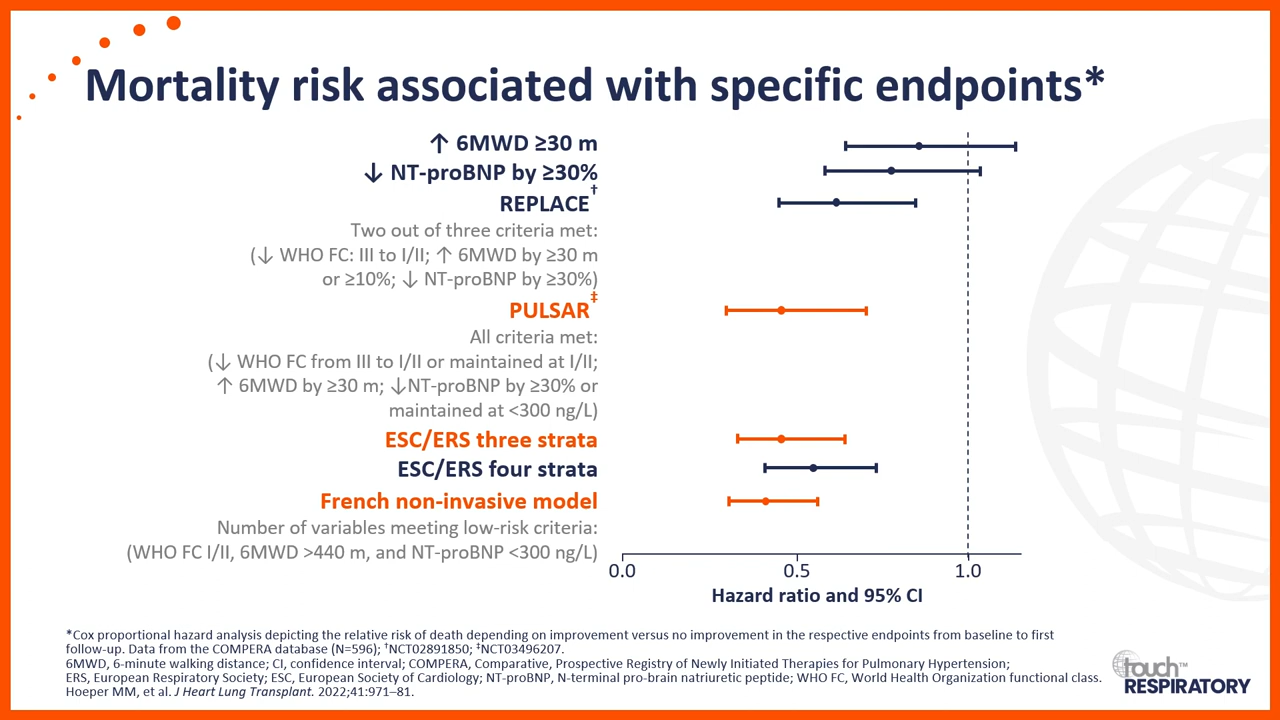 Mortality risk associated with specific endpoints*
↑ 6MWD ≥30 m
↓ NT-proBNP by ≥30%
REPLACE†
Two out of three criteria met:
(↓ WHO FC: III to I/II; ↑ 6MWD by ≥30 m
or ≥10%; ↓ NT-proBNP by ≥30%)
PULSAR‡
All criteria met:
(↓ WHO FC from III to I/II or maintained at I/II;
↑ 6MWD by ≥30 m; ↓NT-proBNP by ≥30% or
maintained at <300 ng/L)
ESC/ERS three strata
ESC/ERS four strata
French non-invasive model
Number of variables meeting low-risk criteria:
(WHO FC I/II, 6MWD >440 m, and NT-proBNP <300 ng/L)
0.0 0.5 1.0
Hazard ratio and 95% CI
*Cox proportional hazard analysis depicting the relative risk of death depending on improvement versus no improvement in the respective endpoints from baseline to first
follow-up. Data from the COMPERA database (N=596); †NCT02891850; ‡NCT03496207.
6MWD, 6-minute walking distance; CI, confidence interval; COMPERA, Comparative, Prospective Registry of Newly Initiated Therapies for Pulmonary Hypertension;
ERS, European Respiratory Society; ESC, European Society of Cardiology; NT-proBNP, N-terminal pro-brain natriuretic peptide; WHO FC, World Health Organization functional class.
Hoeper MM, et al. J Heart Lung Transplant. 2022;41:971–81.
touch™
RESPIRATORY